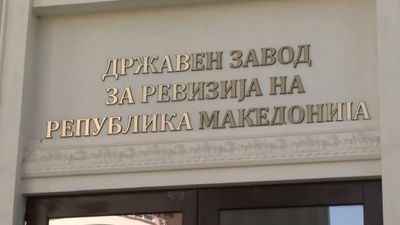 ДРЖАВЕН ЗАВОД
ЗА РЕВИЗИЈА НА
РЕПУБЛИКА МАКЕДОНИЈА